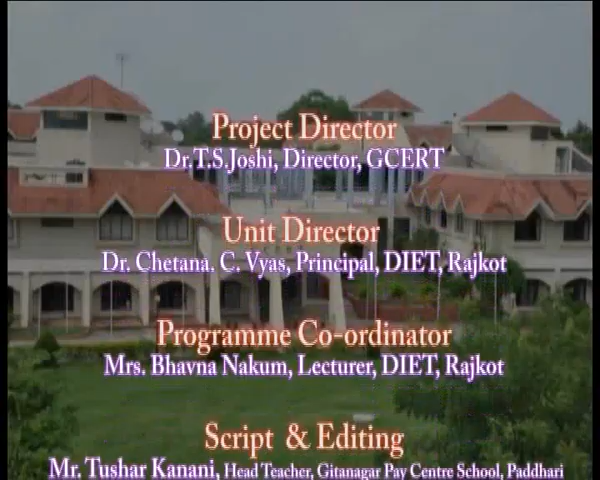 Project Director
Dr.T.S.Joshi, Director, GCERT
Unit Director
Dr. Chetana. C. Vyas, Principal, DIET, Rajkot
Programme Co-ordinator
Mrs. Bhavna Nakum, Lecturer, DIET, Rajkot
Script & Editing
Mr. Tushar Kanani, Head Teacher, Gitanagar Pay Centre School, Paddhari